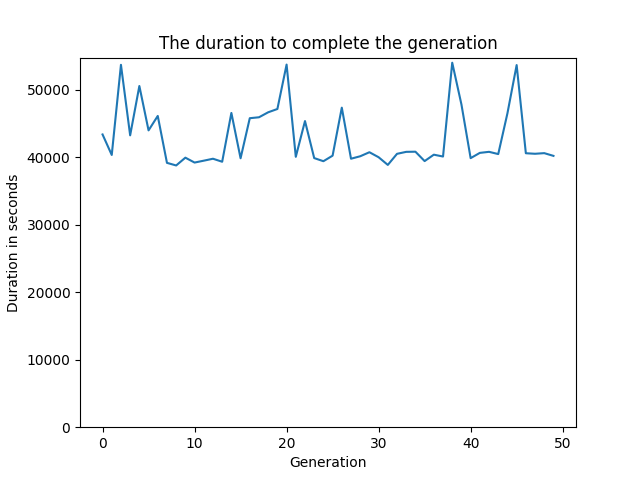 The duration to complete the generation
50000
40000
30000
20000
10000
0
Duration in seconds
0 10 20 30 40 50
Generation